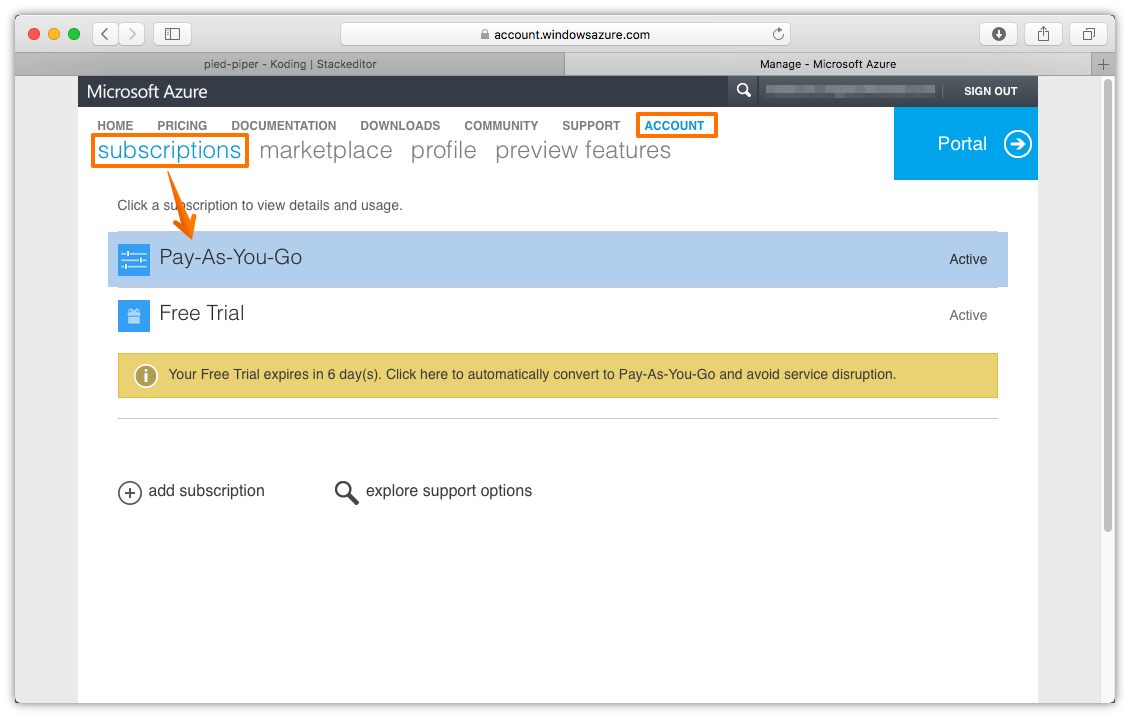 account.windowsazure.com
pied-piper - Koding | Stackeditor
Manage - Microsoft Azure
Microsoft Azure
SIGN OUT
HOME PRICING DOCUMENTATION DOWNLOADS COMMUNITY SUPPORT ACCOUNT
subscriptions marketplace profile preview features
Portal
Click a subscription to view details and usage.
Pay-As-You-Go Active
Free Trial Active
Your Free Trial expires in 6 day(s). Click here to automatically convert to Pay-As-You-Go and avoid service disruption.
add subscription explore support options